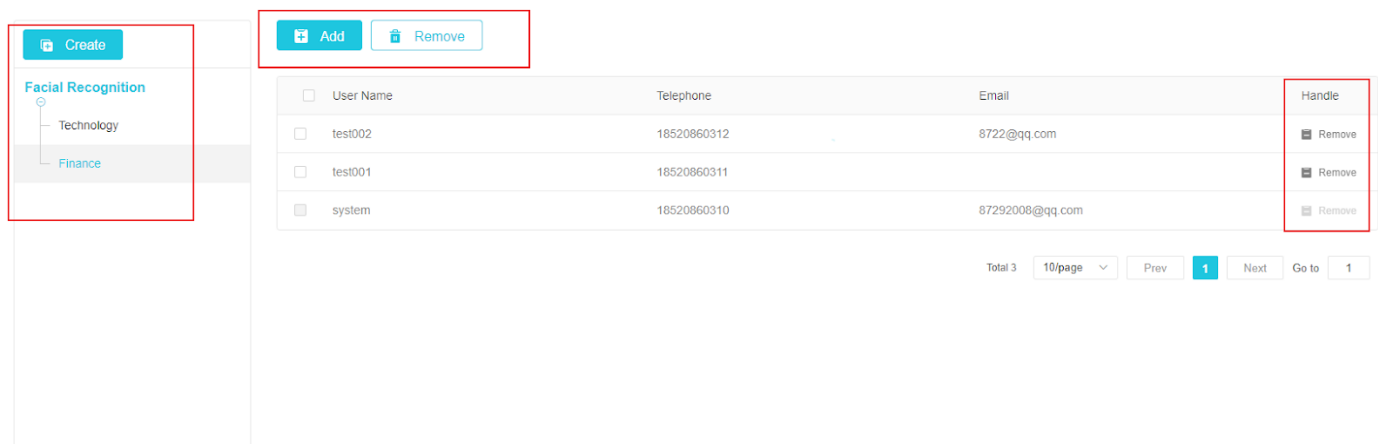 Create
Facial Recognition
Technology
Finance
Add Remove
User Name Telephone Email Handle
test002 18520860312 8722@qq.com Remove
test001 18520860311 Remove
system 18520860310 87292008@qq.com Remove
Total 3 10/page Prev 1 Next Go to 1